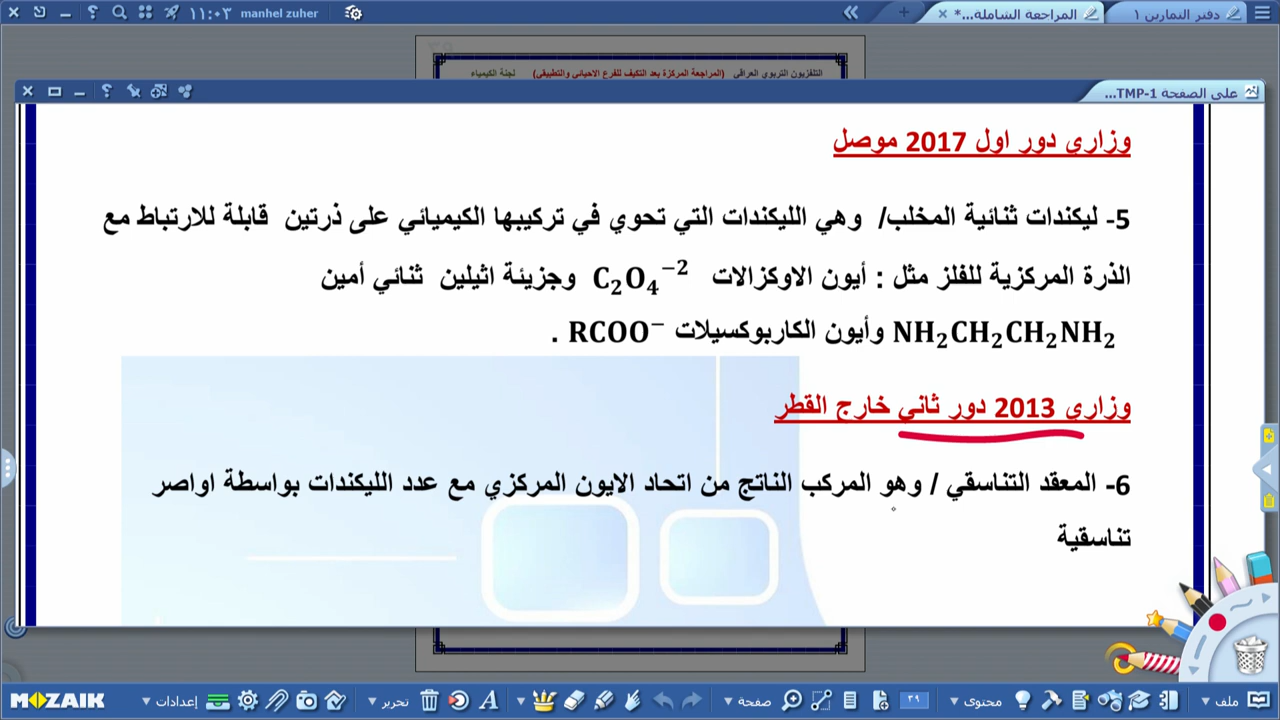 manhel zuher ١١:٠٣
المراجعة الشاملة...*
دفتر التمارين ١
التلفزيون التربوي العراقي (المراجعة المركزة بعد التكيف للفرع الاحيائي والتطبيقي) لجنة الكيمياء
على الصفحة TMP-1...
وزاري دور اول 2017 موصل
5- ليكندات ثنائية المخلب/ وهي الليكندات التي تحوي في تركيبها الكيميائي على ذرتين قابلة للارتباط مع
الذرة المركزية للفلز مثل : أيون الاوكزالات C₂O₄⁻² وجزيئة اثيلين ثنائي أمين
NH₂CH₂CH₂NH₂ وأيون الكاربوكسيلات RCOO⁻ .
وزاري 2013 دور ثاني خارج القطر
6- المعقد التناسقي / وهو المركب الناتج من اتحاد الايون المركزي مع عدد الليكندات بواسطة اواصر
تناسقية
MOZAIK
إعدادات
تحرير
صفحة
٣٩
محتوى
ملف